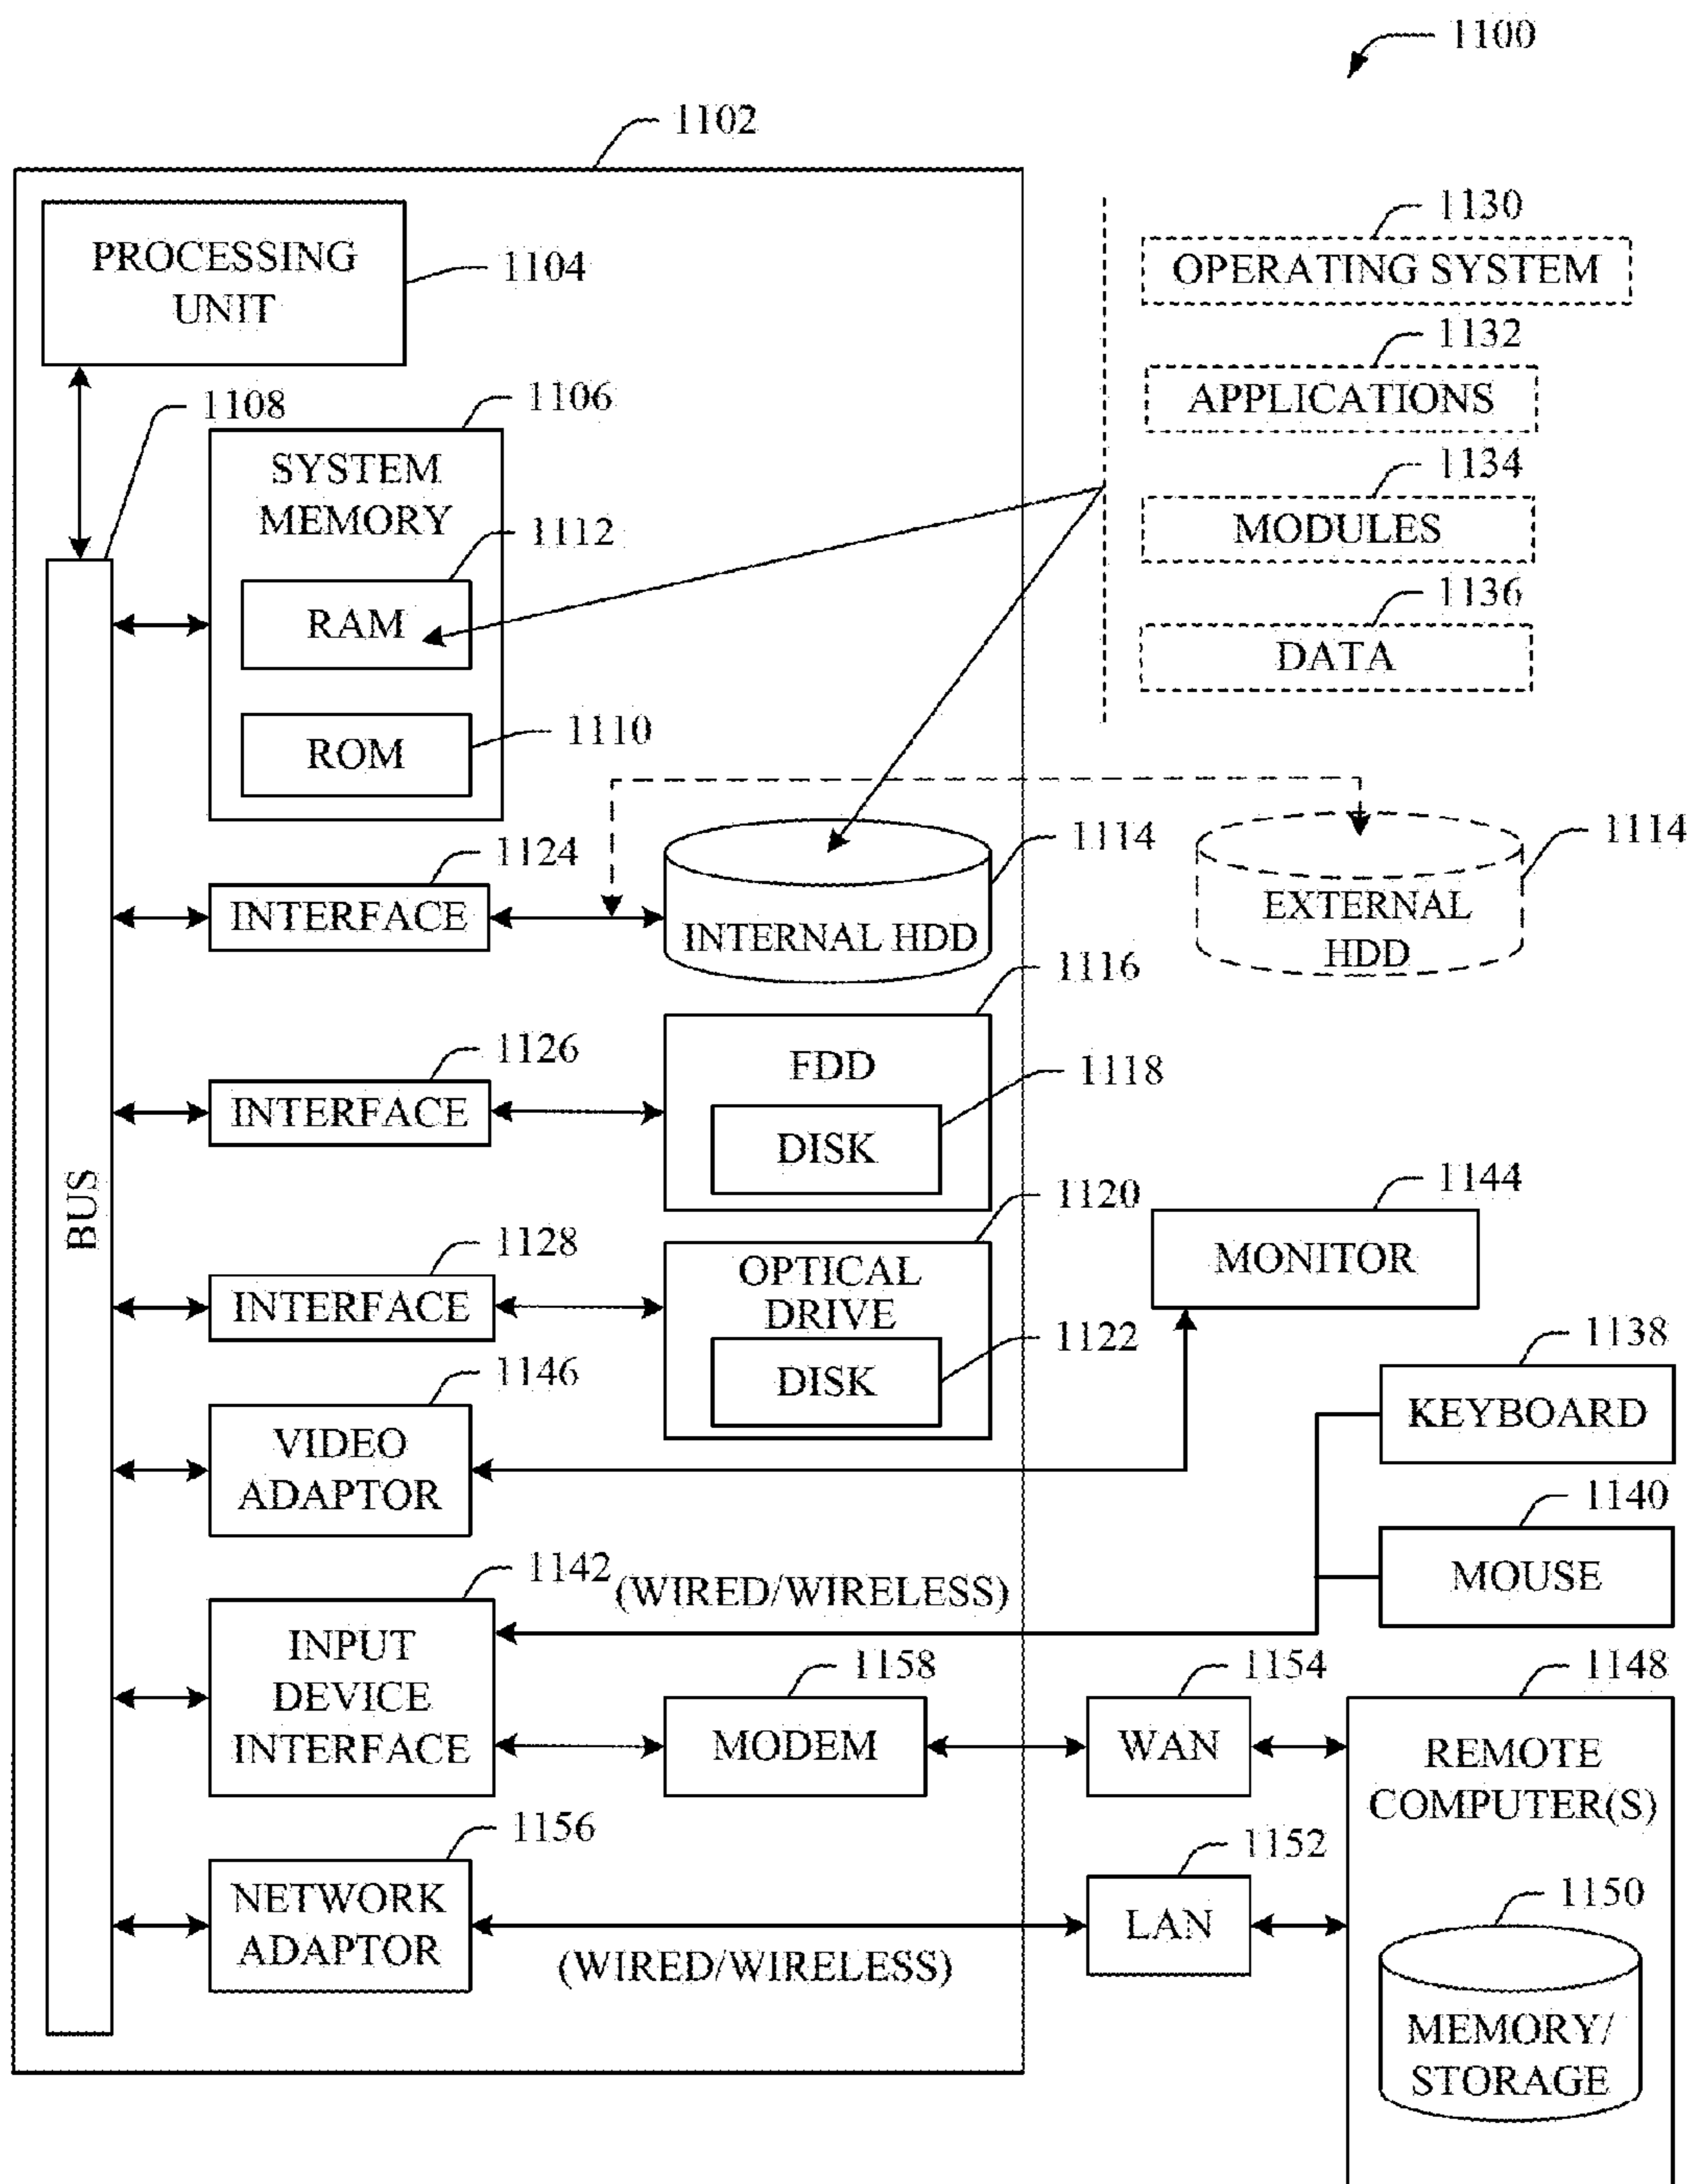 1100
1102
PROCESSING
UNIT
1104
1130
OPERATING SYSTEM
1132
APPLICATIONS
1134
MODULES
1136
DATA
1108
1106
SYSTEM
MEMORY
1112
RAM
1110
ROM
BUS
1124
INTERFACE
1114
INTERNAL HDD
1114
EXTERNAL
HDD
1126
INTERFACE
1116
FDD
1118
DISK
1128
INTERFACE
1120
OPTICAL
DRIVE
1122
DISK
1144
MONITOR
1146
VIDEO
ADAPTOR
1138
KEYBOARD
1140
MOUSE
1142
(WIRED/WIRELESS)
INPUT
DEVICE
INTERFACE
1158
MODEM
1154
WAN
1148
REMOTE
COMPUTER(S)
1156
NETWORK
ADAPTOR
(WIRED/WIRELESS)
1152
LAN
1150
MEMORY/
STORAGE